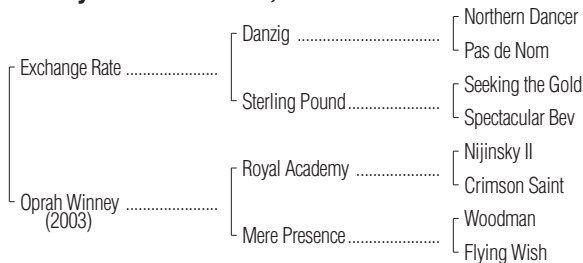 Northern Dancer
Danzig ....................................
Pas de Nom
Exchange Rate .......................
Seeking the Gold
Sterling Pound.......................
Spectacular Bev
Nijinsky II
Royal Academy .....................
Crimson Saint
Oprah Winney .......................
(2003)
Woodman
Mere Presence.......................
Flying Wish